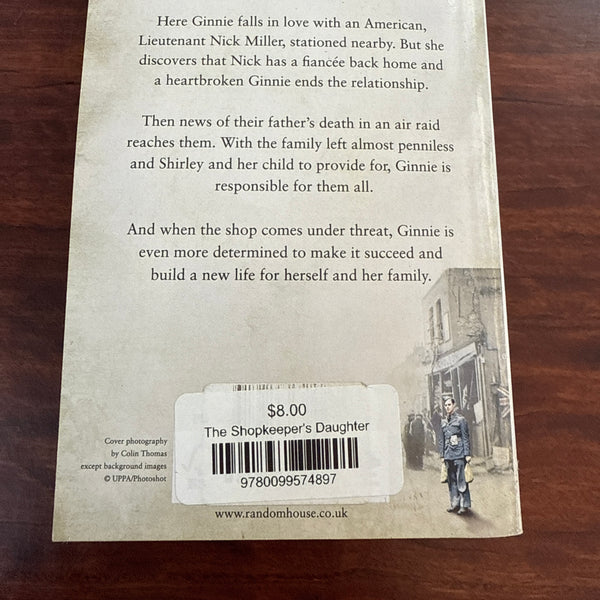 Here Ginnie falls in love with an American,
Lieutenant Nick Miller, stationed nearby. But she
discovers that Nick has a fiancée back home and
a heartbroken Ginnie ends the relationship.
Then news of their father's death in an air raid
reaches them. With the family left almost penniless
and Shirley and her child to provide for, Ginnie is
responsible for them all.
And when the shop comes under threat, Ginnie is
even more determined to make it succeed and
build a new life for herself and her family.
$8.00
The Shopkeeper's Daughter
9780099574897
Cover photography
by Colin Thomas
except background images
© UPPA/Photoshot
www.randomhouse.co.uk